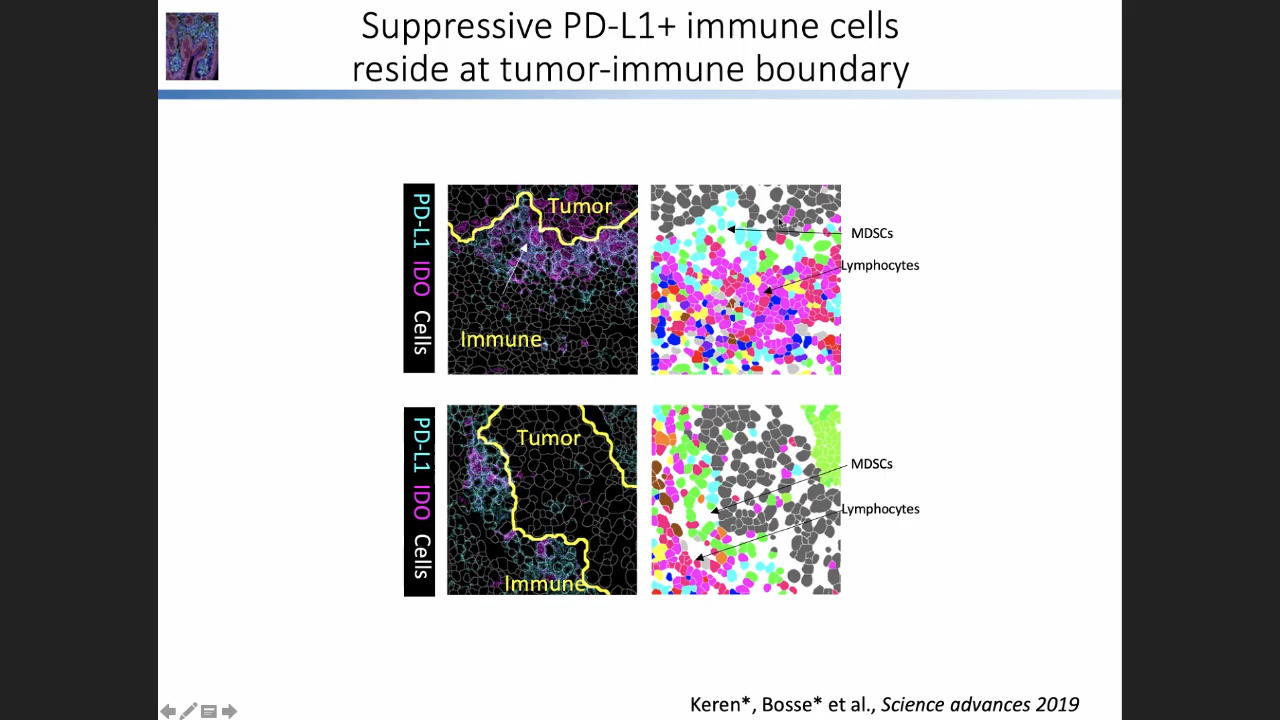 Suppressive PD-L1+ immune cells
reside at tumor-immune boundary
PD-L1 IDO Cells
Tumor
Immune
MDSCs
Lymphocytes
PD-L1 IDO Cells
Tumor
Immune
MDSCs
Lymphocytes
Keren*, Bosse* et al., Science advances 2019